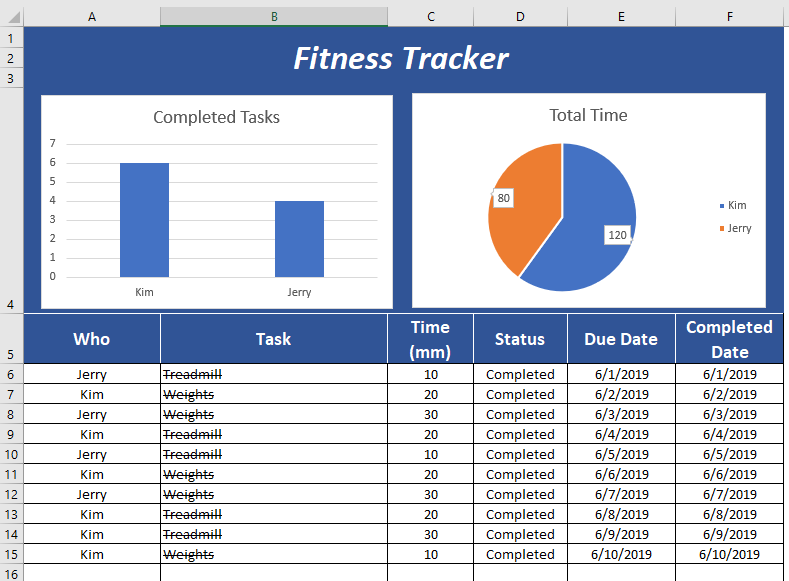 A B C D E F
1
2 Fitness Tracker
3
Completed Tasks
7
6
5
4
3
2
1
0
Kim Jerry
Total Time
80
120
Kim
Jerry
4
5 Who Task Time (mm) Status Due Date Completed Date
6 Jerry Treadmill 10 Completed 6/1/2019 6/1/2019
7 Kim Weights 20 Completed 6/2/2019 6/2/2019
8 Jerry Weights 30 Completed 6/3/2019 6/3/2019
9 Kim Treadmill 20 Completed 6/4/2019 6/4/2019
10 Jerry Treadmill 10 Completed 6/5/2019 6/5/2019
11 Kim Weights 20 Completed 6/6/2019 6/6/2019
12 Jerry Weights 30 Completed 6/7/2019 6/7/2019
13 Kim Treadmill 20 Completed 6/8/2019 6/8/2019
14 Kim Treadmill 30 Completed 6/9/2019 6/9/2019
15 Kim Weights 10 Completed 6/10/2019 6/10/2019
16